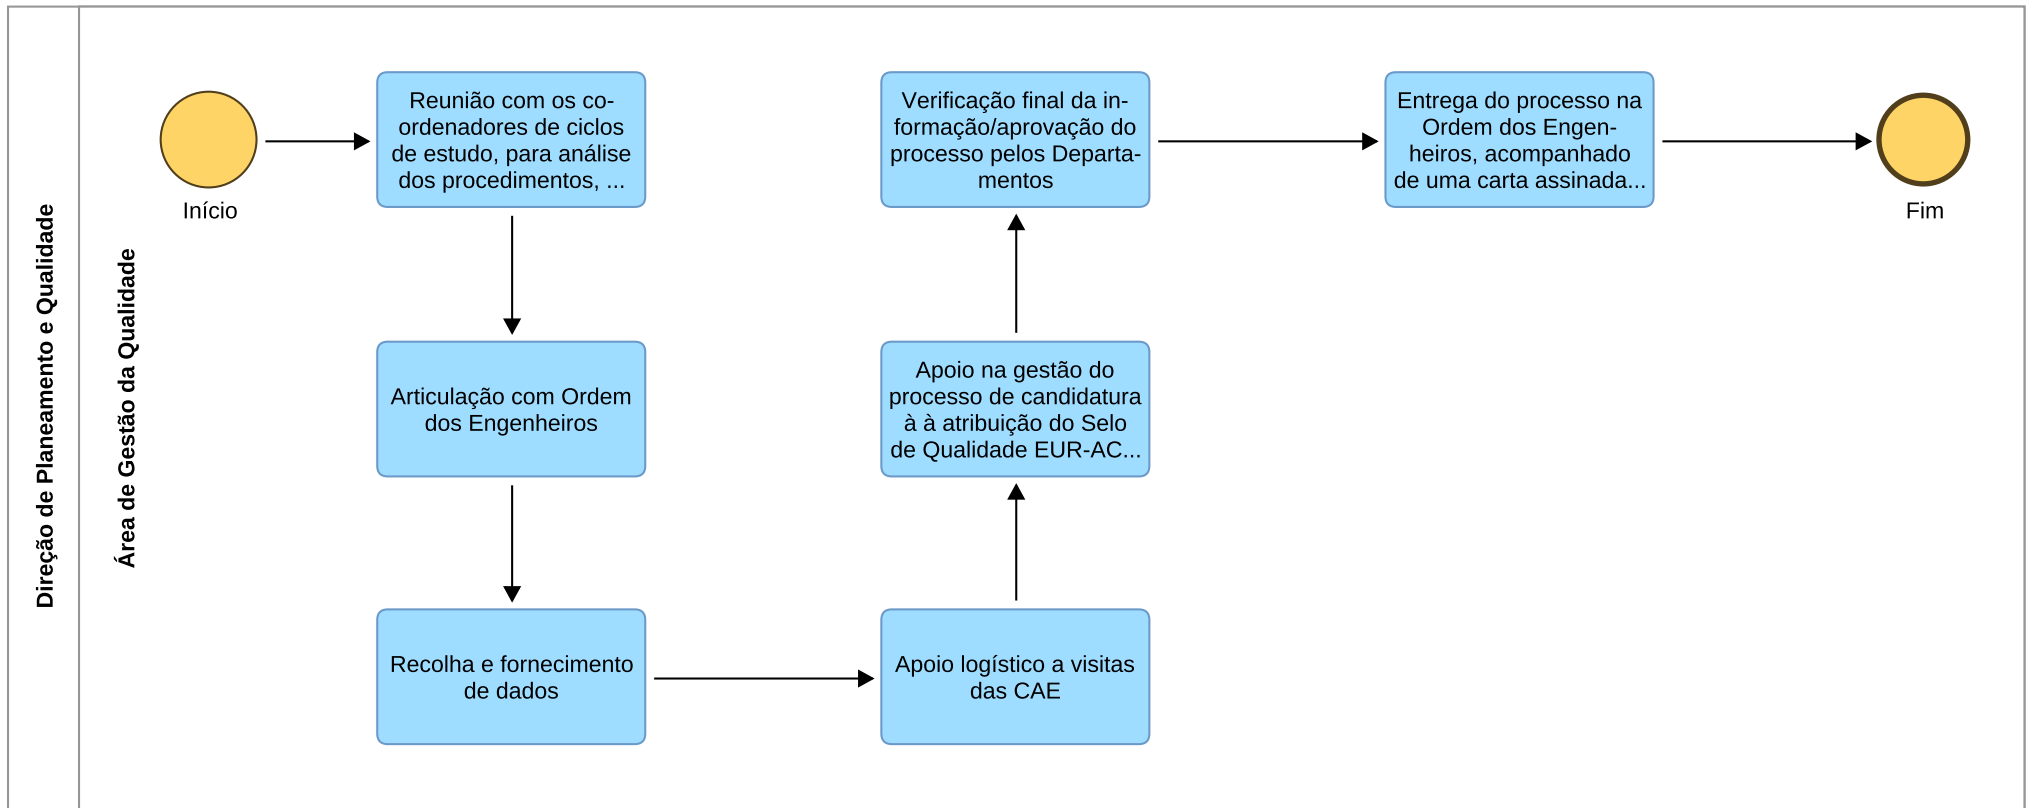 Direção de Planeamento e Qualidade
Área de Gestão da Qualidade
Início
Reunião com os co-
ordenadores de ciclos
de estudo, para análise
dos procedimentos, ...
Articulação com Ordem
dos Engenheiros
Recolha e fornecimento
de dados
Apoio logístico a visitas
das CAE
Apoio na gestão do
processo de candidatura
à à atribuição do Selo
de Qualidade EUR-AC...
Verificação final da in-
formação/aprovação do
processo pelos Departa-
mentos
Entrega do processo na
Ordem dos Engen-
heiros, acompanhado
de uma carta assinada...
Fim